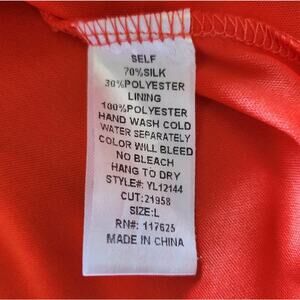 SELF
70%SILK
30%POLYESTER
LINING
100%POLYESTER
HAND WASH COLD
WATER SEPARATELY
COLOR WILL BLEED
NO BLEACH
HANG TO DRY
STYLE#: YL12144
CUT:21958
SIZE:L
RN#: 117625
MADE IN CHINA